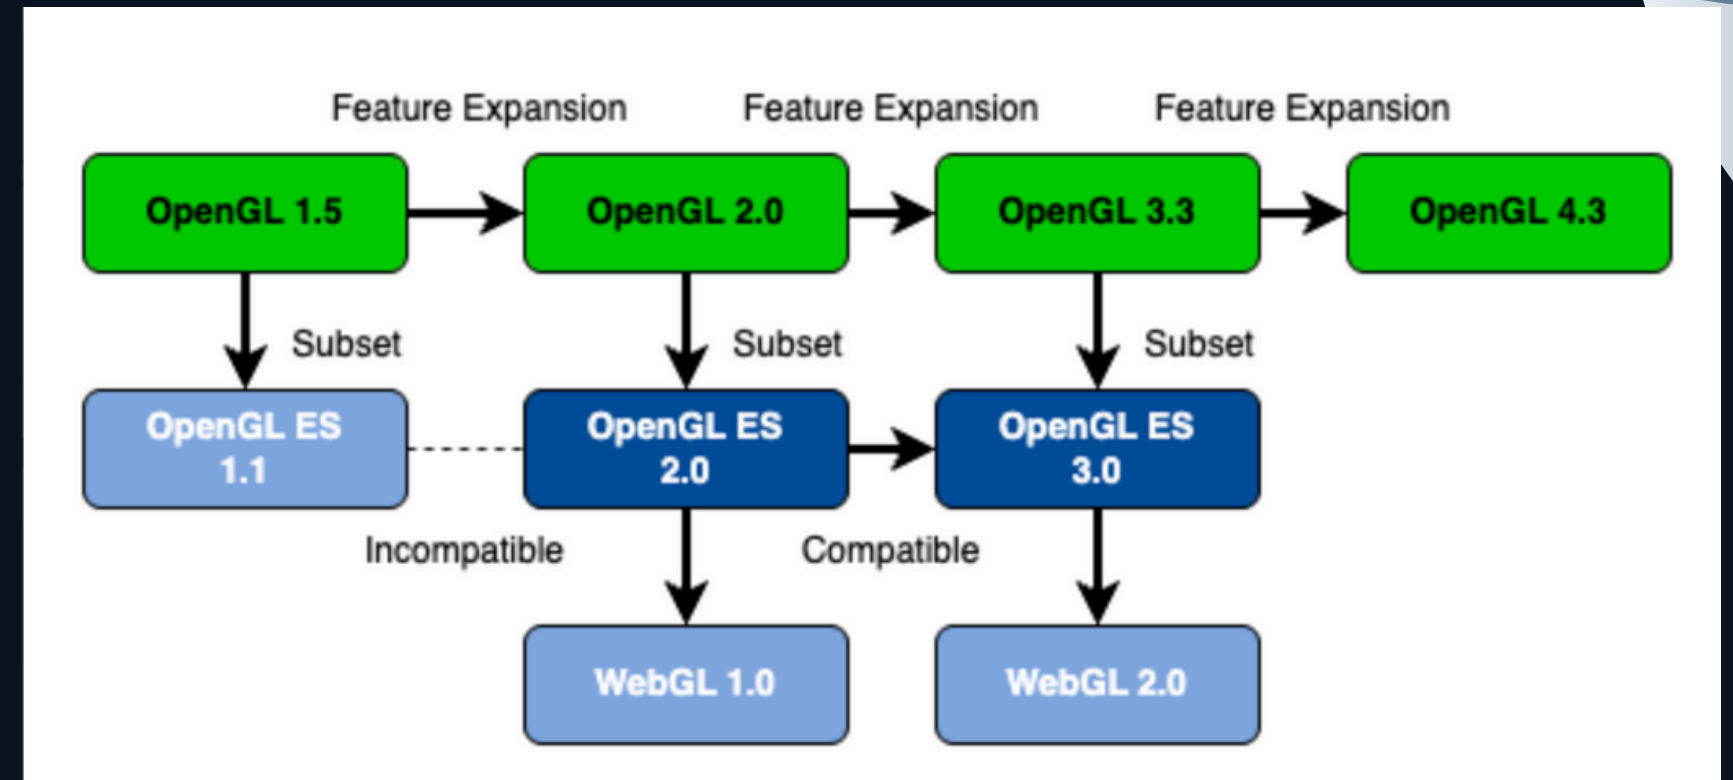 Feature Expansion
Feature Expansion
Feature Expansion
OpenGL 1.5
OpenGL 2.0
OpenGL 3.3
OpenGL 4.3
Subset
Subset
Subset
OpenGL ES
1.1
OpenGL ES
2.0
OpenGL ES
3.0
Incompatible
Compatible
WebGL 1.0
WebGL 2.0